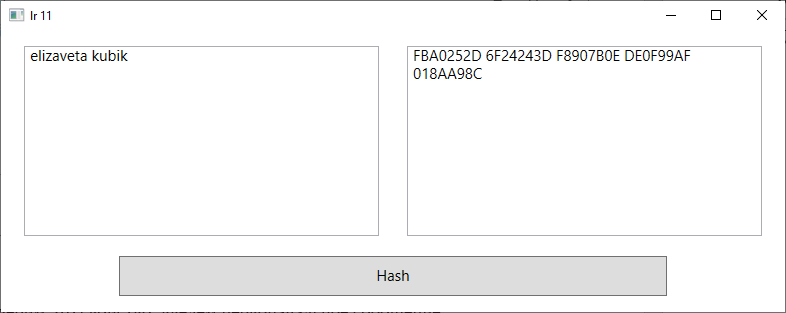 lr 11
elizaveta kubik
FBA0252D 6F24243D F8907B0E DE0F99AF
018AA98C
Hash